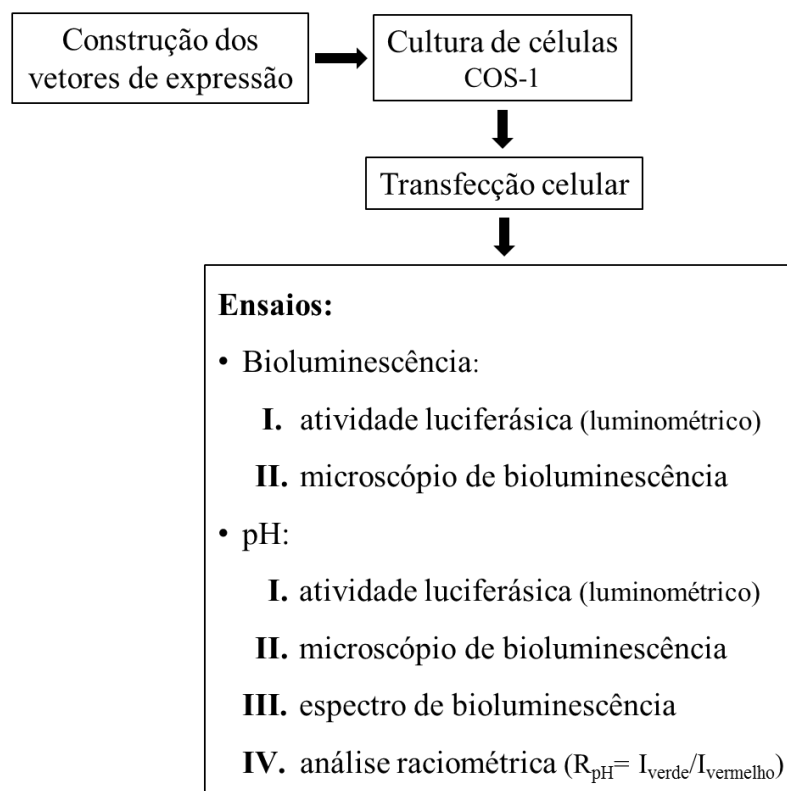 Construção dos
vetores de expressão
Cultura de células
COS-1
Transfecção celular
Ensaios:
• Bioluminescência:
I. atividade luciferásica (luminométrico)
II. microscópio de bioluminescência
• pH:
I. atividade luciferásica (luminométrico)
II. microscópio de bioluminescência
III. espectro de bioluminescência
IV. análise raciométrica (RpH= Iverde/Ivermelho)